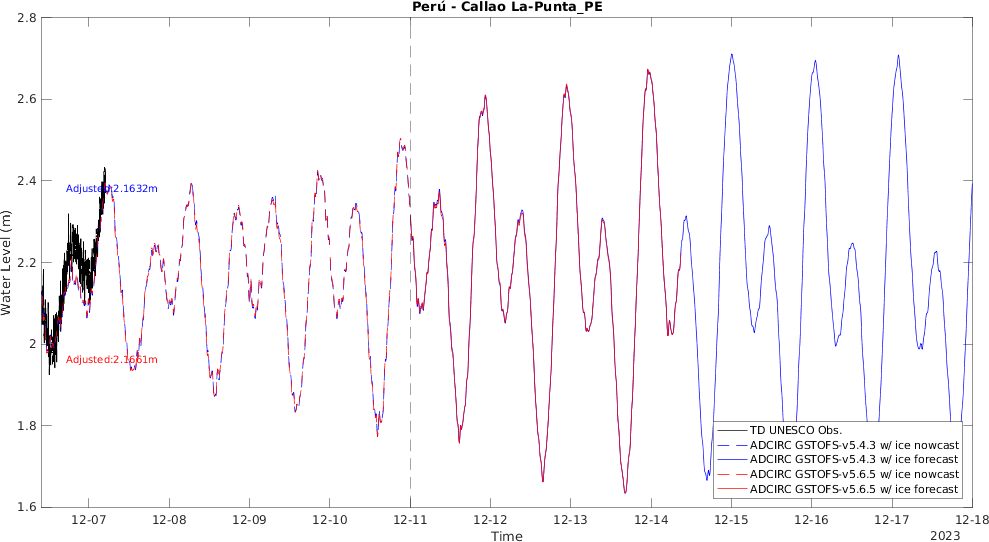 Perú - Callao La-Punta_PE
2.8
2.6
2.4
2.2
2
1.8
1.6
Water Level (m)
Adjusted:2.1632m
Adjusted:2.1661m
TD UNESCO Obs.
ADCIRC GSTOFS-v5.4.3 w/ ice nowcast
ADCIRC GSTOFS-v5.4.3 w/ ice forecast
ADCIRC GSTOFS-v5.6.5 w/ ice nowcast
ADCIRC GSTOFS-v5.6.5 w/ ice forecast
12-07 12-08 12-09 12-10 12-11 12-12 12-13 12-14 12-15 12-16 12-17 12-18
Time
2023